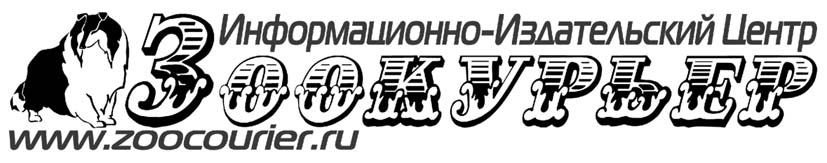 Информационно-Издательский Центр
Зоокурьер
www.zoocourier.ru